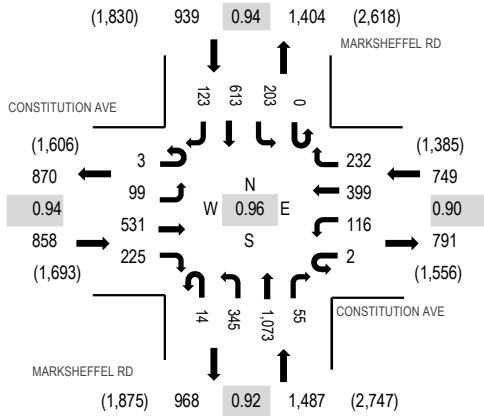 (1,830) 939 0.94 1,404 (2,618)
MARKSHEFFEL RD
CONSTITUTION AVE
123 613 203 0
(1,606)
870
0.94
858
(1,693)
3
99
531
225
N
W 0.96 E
S
232
399
116
2
(1,385)
749
0.90
791
(1,556)
14 345 1,073 55
CONSTITUTION AVE
MARKSHEFFEL RD
(1,875) 968 0.92 1,487 (2,747)